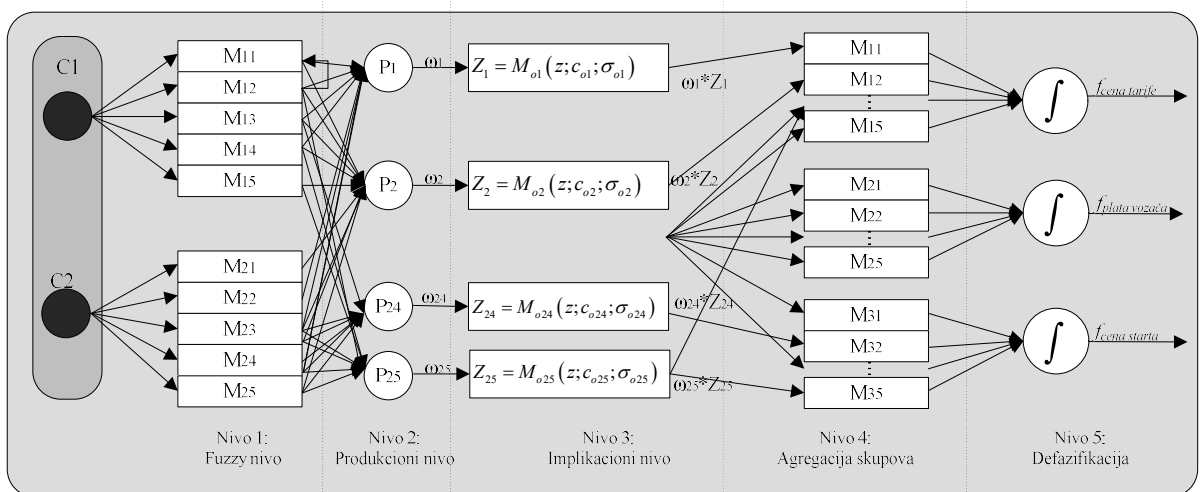 C1
C2
M11
M12
M13
M14
M15
M21
M22
M23
M24
M25
P1
P2
P24
P25
ω1
ω2
ω24
ω25
Z1 = Mo1(z;co1;σo1)
Z2 = Mo2(z;co2;σo2)
Z24 = Mo24(z;co24;σo24)
Z25 = Mo25(z;co25;σo25)
ω1*Z1
ω2*Z2
ω24*Z24
ω25*Z25
M11
M12
M15
M21
M22
M25
M31
M32
M35
∫
∫
∫
fcena tarife
fplata vozača
fcena starta
Nivo 1:
Fuzzy nivo
Nivo 2:
Produkcioni nivo
Nivo 3:
Implikacioni nivo
Nivo 4:
Agregacija skupova
Nivo 5:
Defazifikacija